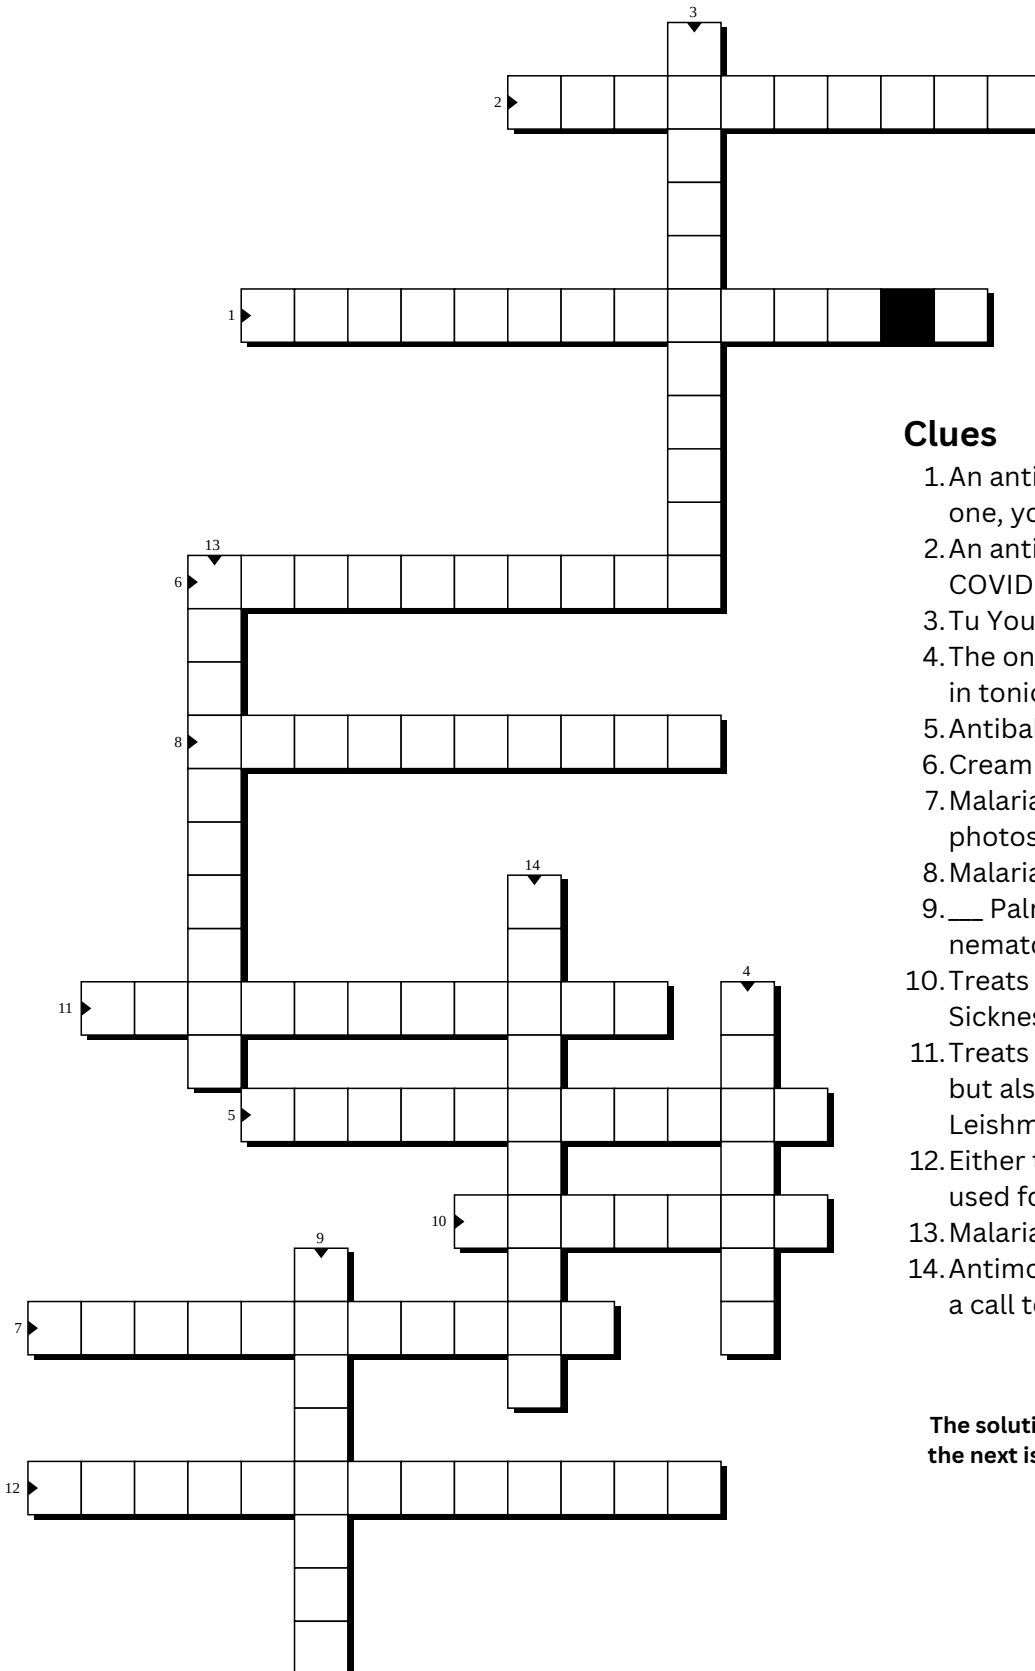 3
2
1
13
6
8
14
11
4
5
10
9
7
12
Clues
1. An anti
one, yo
2. An anti
COVID
3. Tu You
4. The on
in tonic
5. Antiba
6. Cream
7. Malaria
photos
8. Malaria
9. ___ Palm
nemato
10. Treats
Sicknes
11. Treats
but als
Leishm
12. Either t
used fo
13. Malaria
14. Antimo
a call to
The soluti
the next is